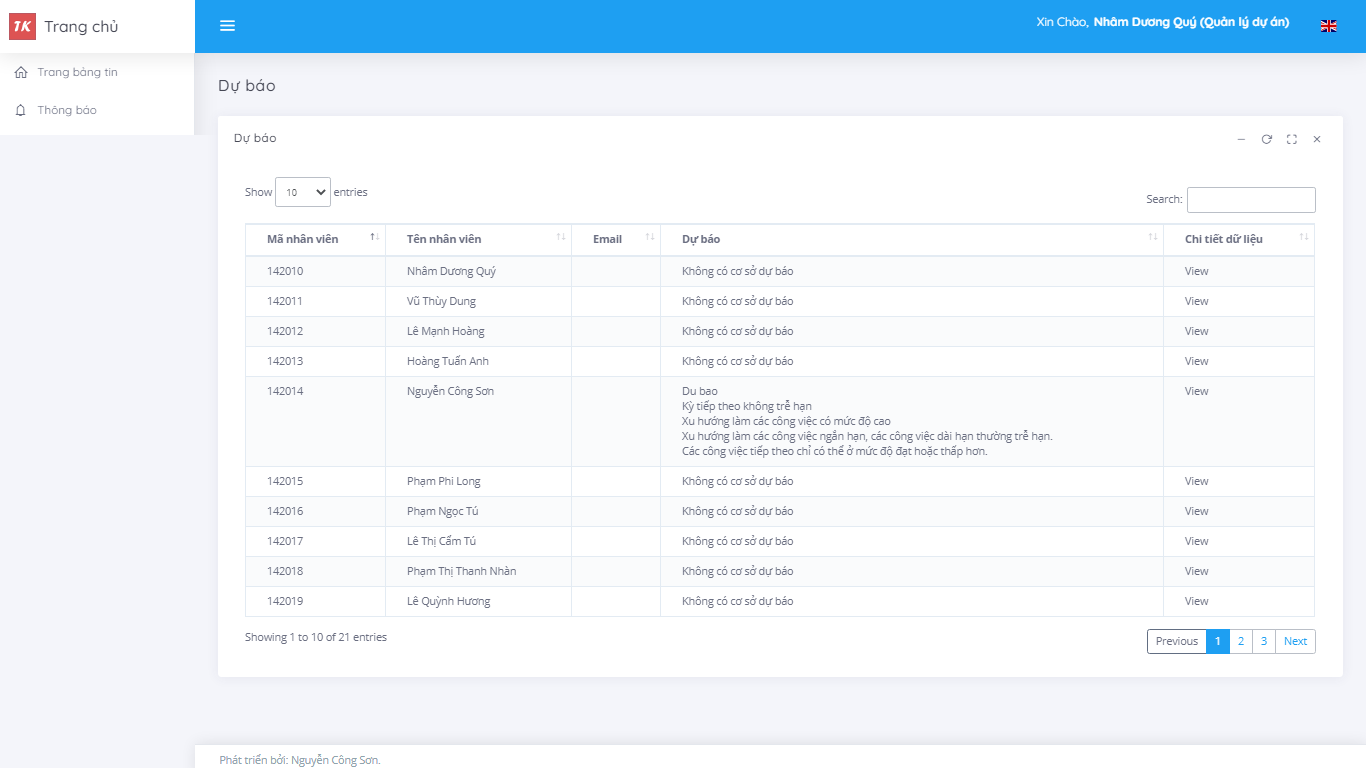 TK Trang chủ
Xin Chào, Nhâm Dương Quý (Quản lý dự án)
Trang bảng tin
Thông báo
Dự báo
Dự báo
Show 10 entries
Search:
Mã nhân viên Tên nhân viên Email Dự báo Chi tiết dữ liệu
142010 Nhâm Dương Quý Không có cơ sở dự báo View
142011 Vũ Thùy Dung Không có cơ sở dự báo View
142012 Lê Mạnh Hoàng Không có cơ sở dự báo View
142013 Hoàng Tuấn Anh Không có cơ sở dự báo View
142014 Nguyễn Công Sơn Du bao View
Kỳ tiếp theo không trễ hạn
Xu hướng làm các công việc có mức độ cao
Xu hướng làm các công việc ngắn hạn, các công việc dài hạn thường trễ hạn.
Các công việc tiếp theo chỉ có thể ở mức độ đạt hoặc thấp hơn.
142015 Phạm Phi Long Không có cơ sở dự báo View
142016 Phạm Ngọc Tú Không có cơ sở dự báo View
142017 Lê Thị Cẩm Tú Không có cơ sở dự báo View
142018 Phạm Thị Thanh Nhàn Không có cơ sở dự báo View
142019 Lê Quỳnh Hương Không có cơ sở dự báo View
Showing 1 to 10 of 21 entries
Previous 1 2 3 Next
Phát triển bởi: Nguyễn Công Sơn.